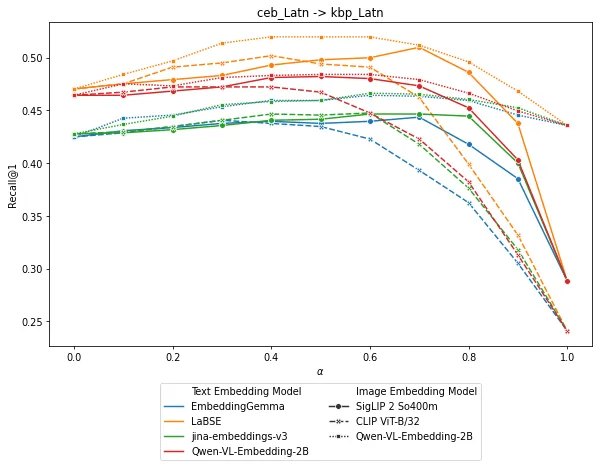 ceb_Latn -> kbp_Latn
Recall@1
0.50
0.45
0.40
0.35
0.30
0.25
0.0 0.2 0.4 0.6 0.8 1.0
α
Text Embedding Model Image Embedding Model
EmbeddingGemma SigLIP 2 So400m
LaBSE CLIP ViT-B/32
jina-embeddings-v3 Qwen-VL-Embedding-2B
Qwen-VL-Embedding-2B